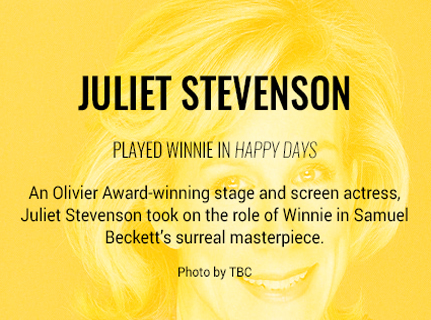 JULIET STEVENSON
PLAYED WINNIE IN HAPPY DAYS
An Olivier Award-winning stage and screen actress,
Juliet Stevenson took on the role of Winnie in Samuel
Beckett's surreal masterpiece.
Photo by TBC